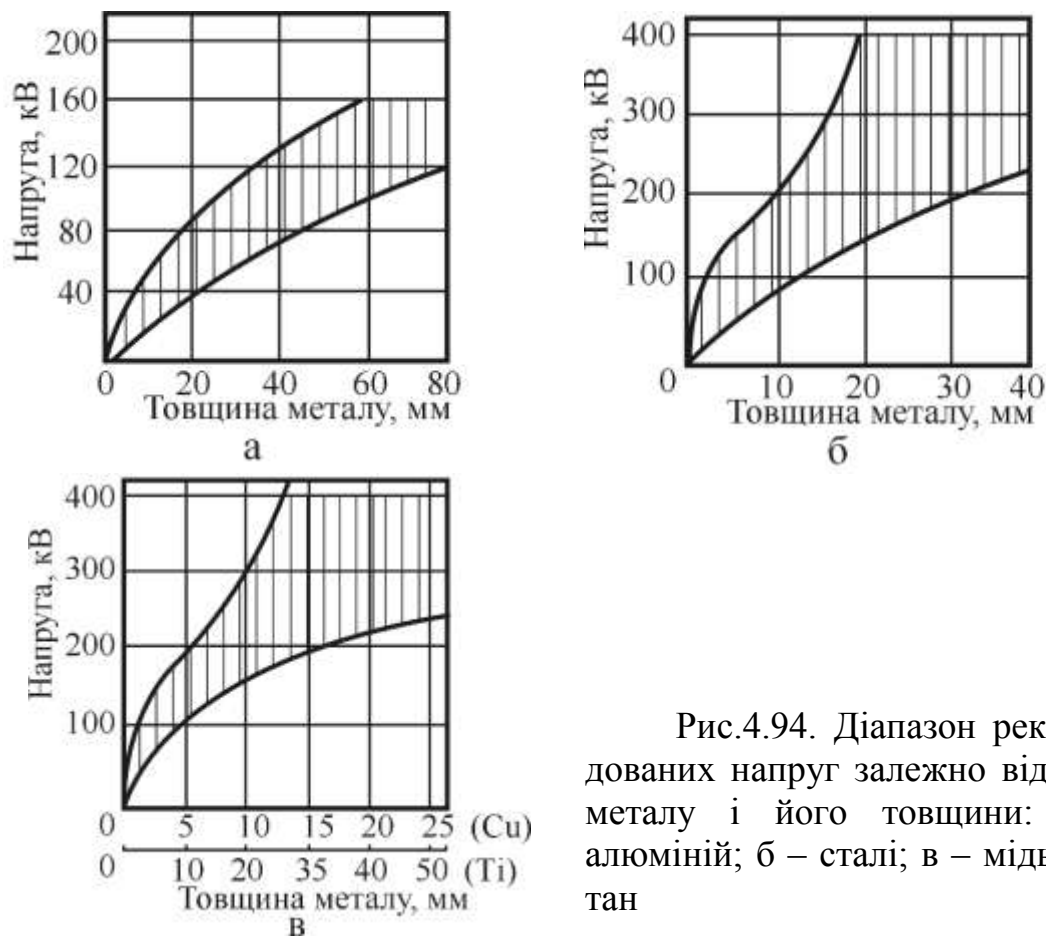 Напруга, кВ
200
160
120
80
40
0 20 40 60 80
Товщина металу, мм
а
Напруга, кВ
400
300
200
100
0 10 20 30 40
Товщина металу, мм
б
Напруга, кВ
400
300
200
100
0 5 10 15 20 25 (Cu)
0 10 20 35 40 50 (Ti)
Товщина металу, мм
в
Рис.4.94. Діапазон рек
дованих напруг залежно від
металу і його товщини:
алюміній; б – сталі; в – мідь
тан